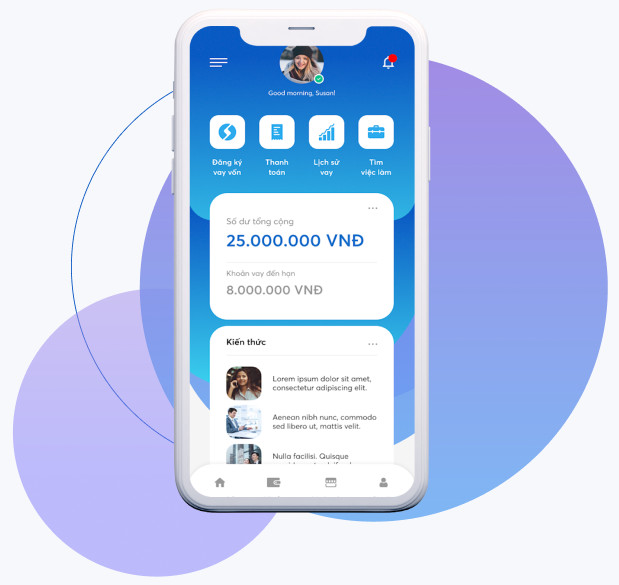 Good morning, Susan!
Đăng ký
vay vốn
Thanh
toán
Lịch sử
vay
Tìm
việc làm
Số dư tổng cộng
25.000.000 VNĐ
Khoản vay đến hạn
8.000.000 VNĐ
Kiến thức
Lorem ipsum dolor sit amet,
consectetur adipiscing elit.
Aenean nibh nunc, commodo
sed libero ut, mattis velit.
Nulla facilisi. Quisque